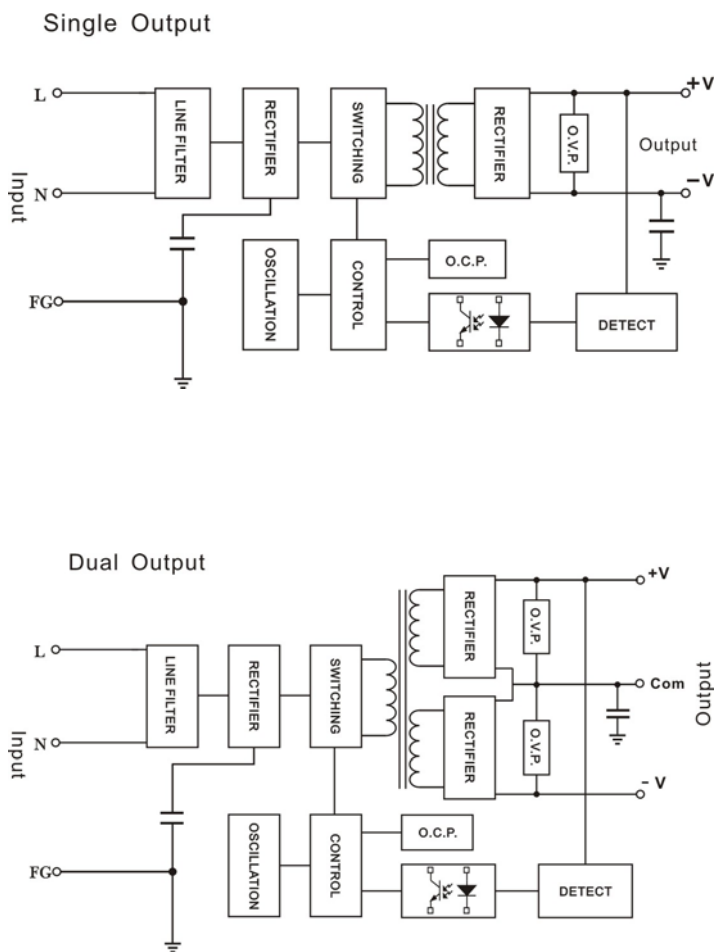 Single Output
L
N
FG
Input
LINE FILTER
RECTIFIER
SWITCHING
RECTIFIER
O.V.P.
+V
Output
−V
OSCILLATION
CONTROL
O.C.P.
DETECT
Dual Output
L
N
FG
Input
LINE FILTER
RECTIFIER
SWITCHING
RECTIFIER
RECTIFIER
O.V.P.
O.V.P.
+V
Com
- V
Output
OSCILLATION
CONTROL
O.C.P.
DETECT